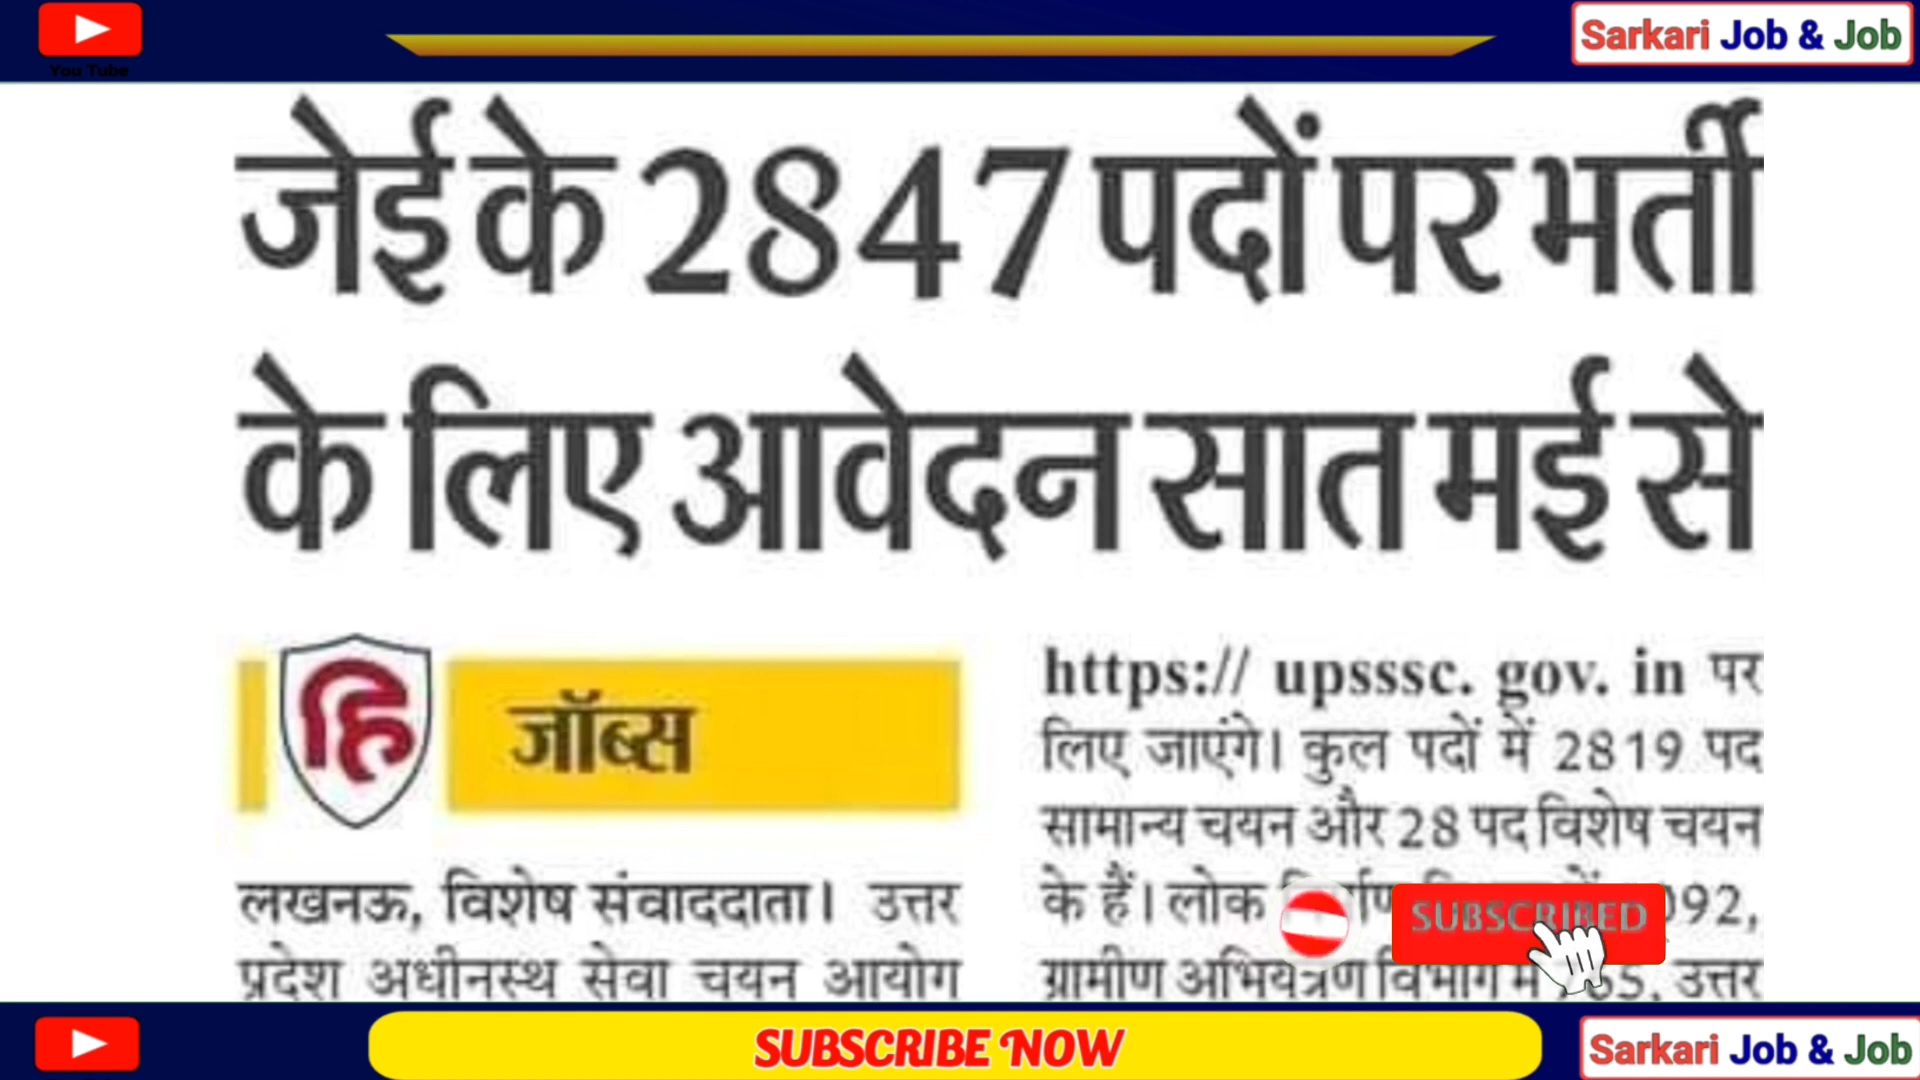 You Tube
Sarkari Job & Job
जेई के 2847 पदों पर भर्ती
के लिए आवेदन सात मई से
हि
जॉब्स
लखनऊ, विशेष संवाददाता। उत्तर
प्रदेश अधीनस्थ सेवा चयन आयोग
https:// upsssc. gov. in पर
लिए जाएंगे। कुल पदों में 2819 पद
सामान्य चयन और 28 पद विशेष चयन
के हैं। लोक
ग्रामीण अभियंत्रण विभाग में उत्तर
SUBSCRIBED
SUBSCRIBE NOW
Sarkari Job & Job